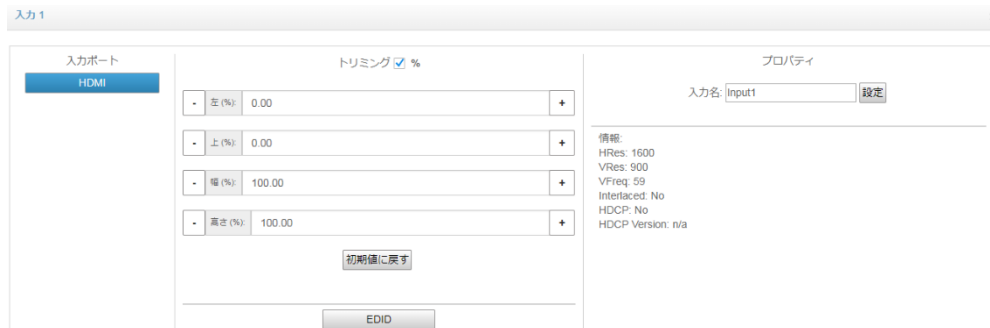 入力 1
入力ポート
HDMI
トリミング %
- 左 (%): 0.00 +
- 上 (%): 0.00 +
- 幅 (%): 100.00 +
- 高さ (%): 100.00 +
初期値に戻す
EDID
プロパティ
入力名: Input1 設定
情報:
HRes: 1600
VRes: 900
VFreq: 59
Interlaced: No
HDCP: No
HDCP Version: n/a